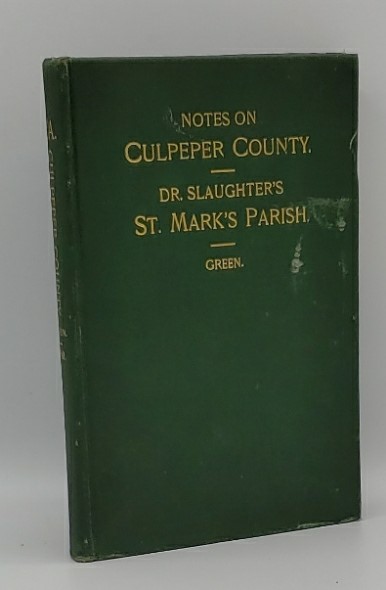 NOTES ON
CULPEPER COUNTY.
DR. SLAUGHTER'S
ST. MARK'S PARISH.
GREEN.